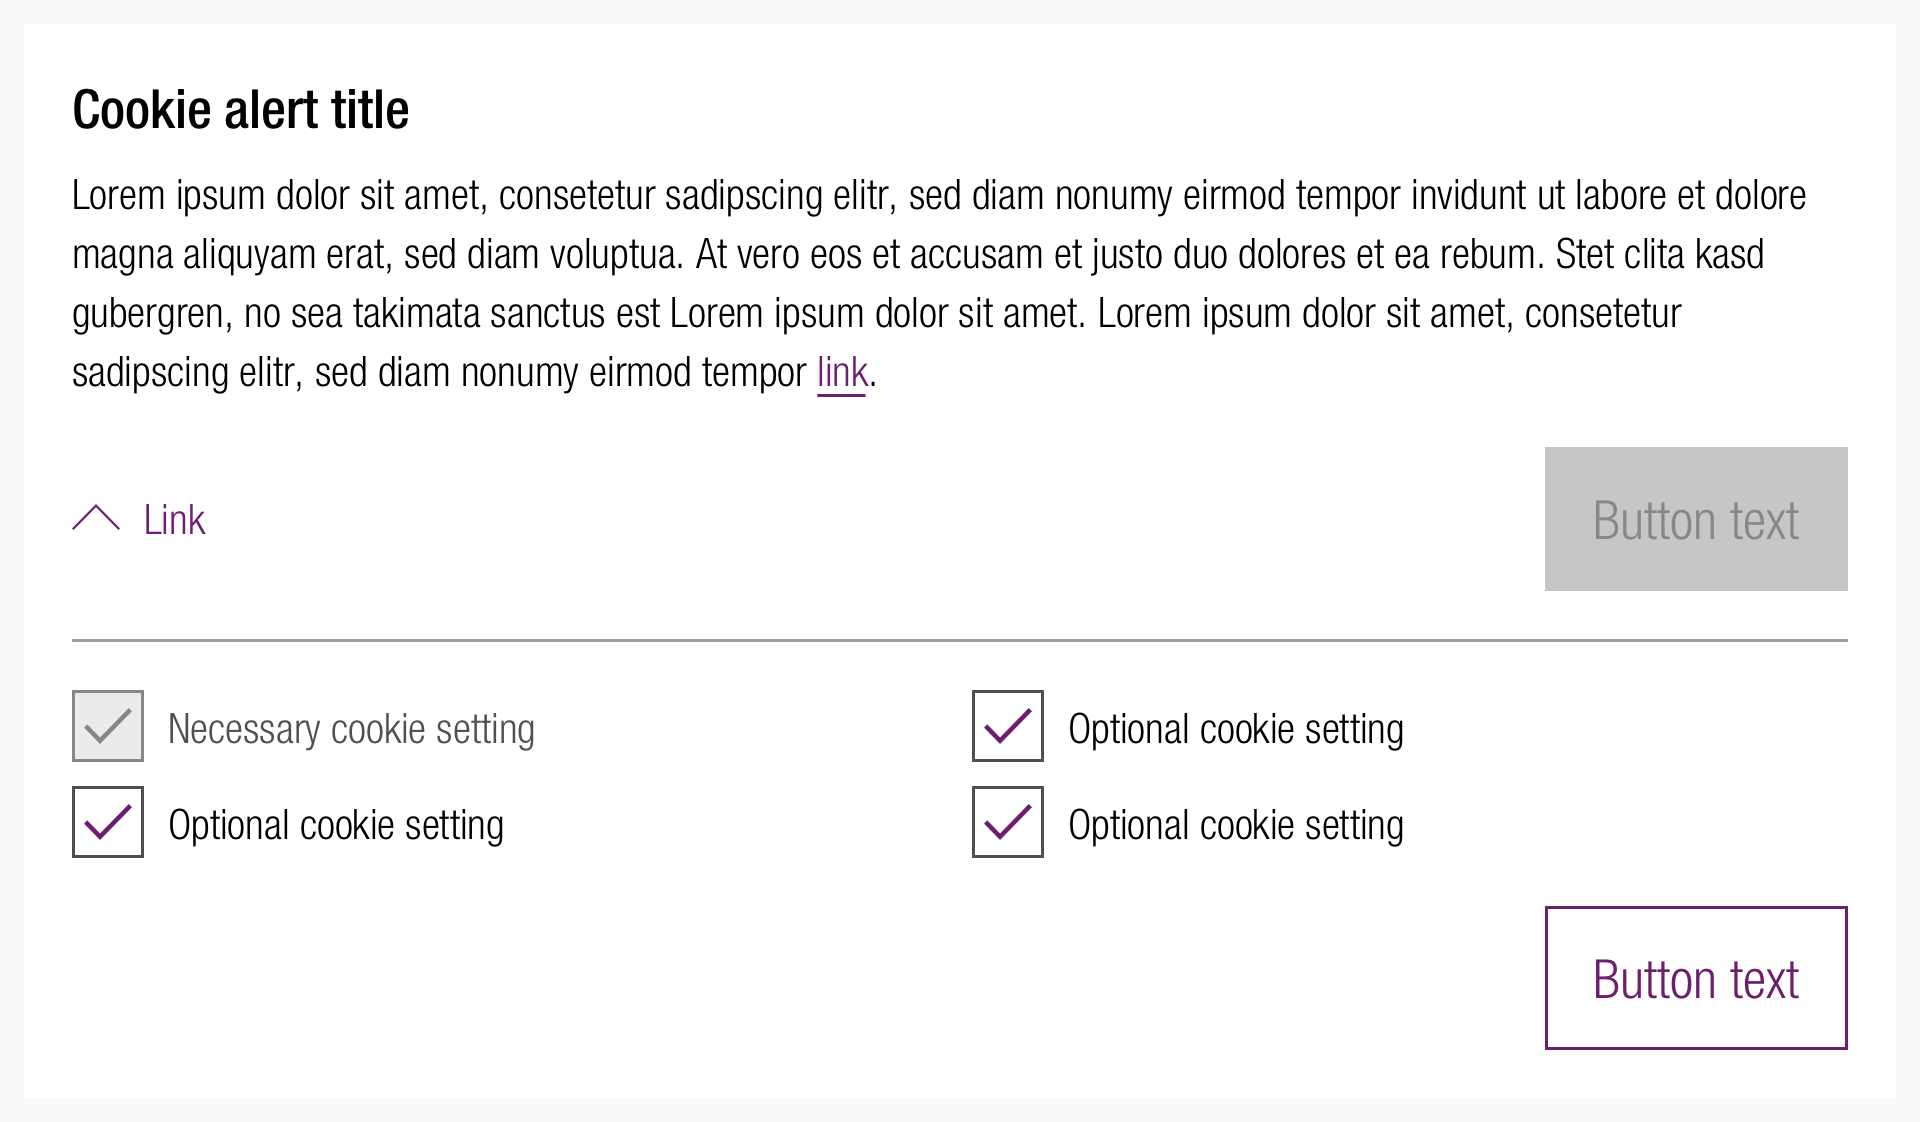 Cookie alert title
Lorem ipsum dolor sit amet, consetetur sadipscing elitr, sed diam nonumy eirmod tempor invidunt ut labore et dolore
magna aliquyam erat, sed diam voluptua. At vero eos et accusam et justo duo dolores et ea rebum. Stet clita kasd
gubergren, no sea takimata sanctus est Lorem ipsum dolor sit amet. Lorem ipsum dolor sit amet, consetetur
sadipscing elitr, sed diam nonumy eirmod tempor link.
Link
Button text
Necessary cookie setting
Optional cookie setting
Optional cookie setting
Optional cookie setting
Button text